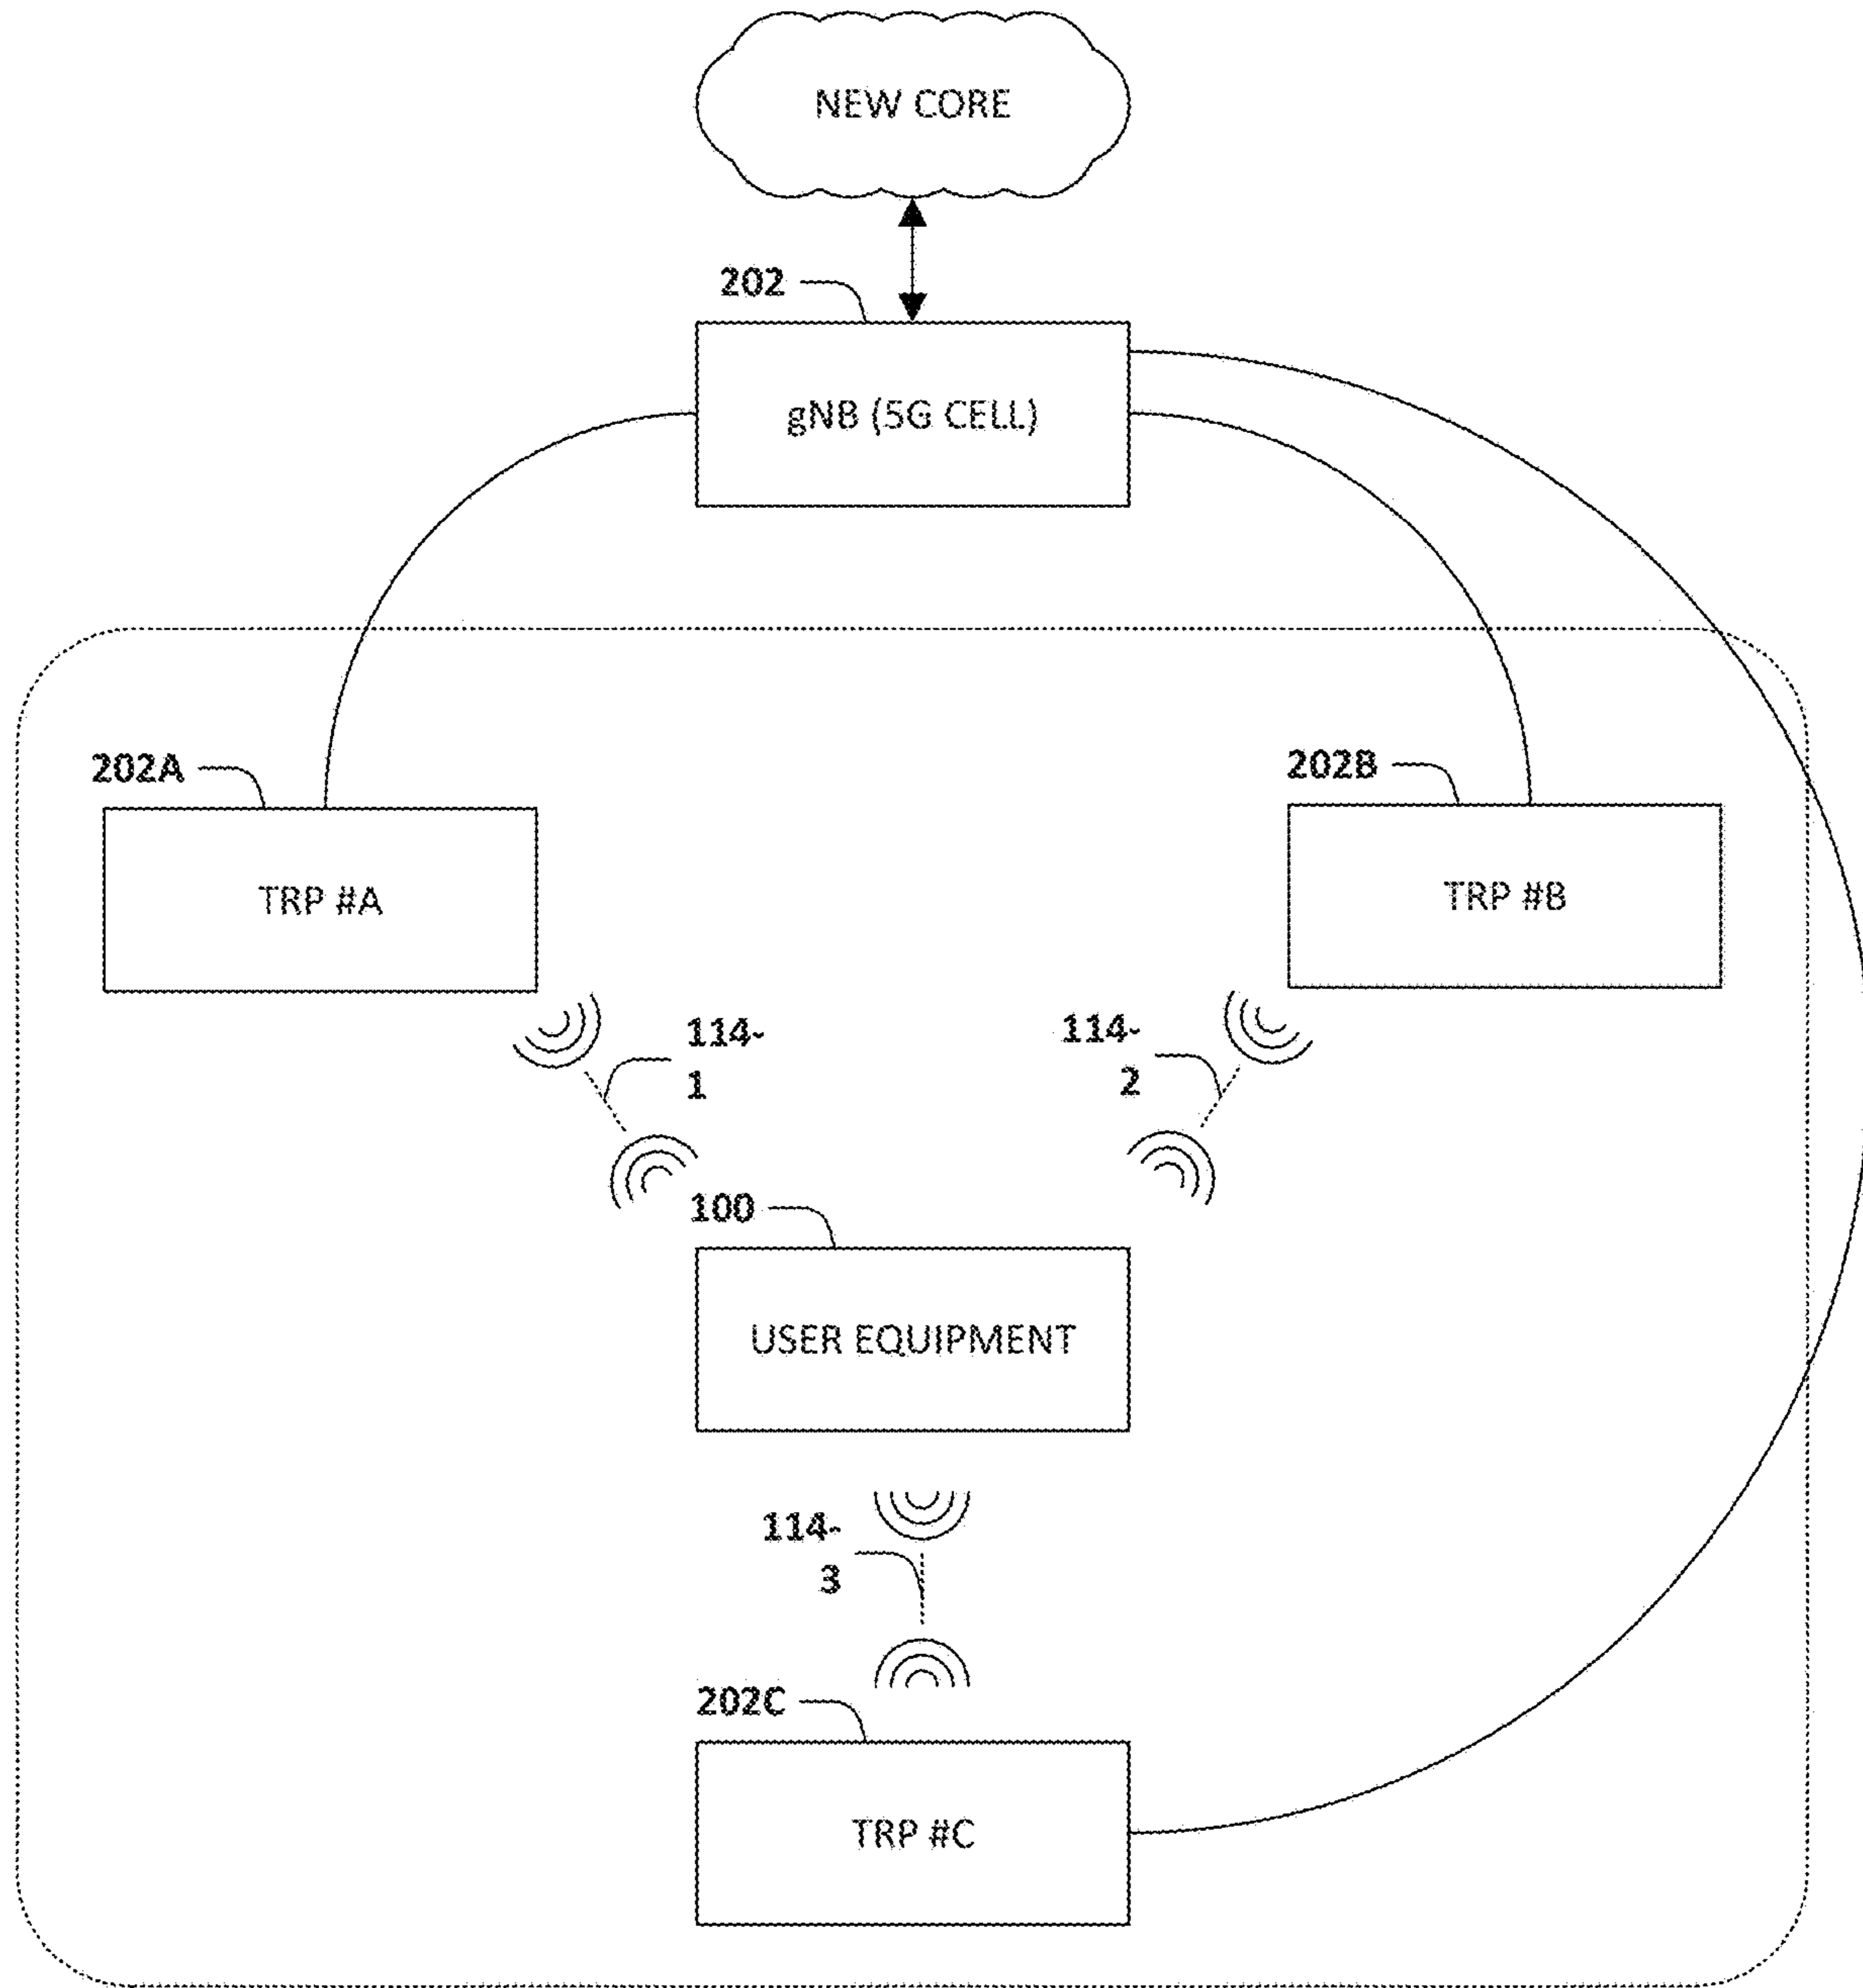 NEW CORE
202
gNB (5G CELL)
202A
202B
TRP #A
TRP #B
114-
1
114-
2
100
USER EQUIPMENT
114-
3
202C
TRP #C